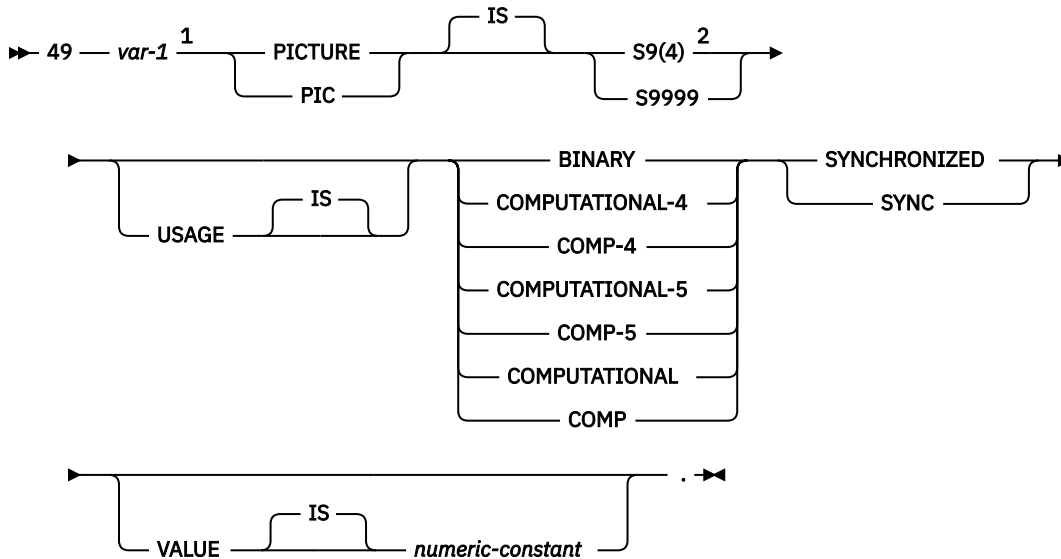 IS
49 var-1 1 PICTURE S9(4) 2
PIC S9999
BINARY SYNCHRONIZED
IS COMPUTATIONAL-4 SYNC
USAGE
COMP-4
COMPUTATIONAL-5
COMP-5
COMPUTATIONAL
COMP
.
IS
VALUE numeric-constant